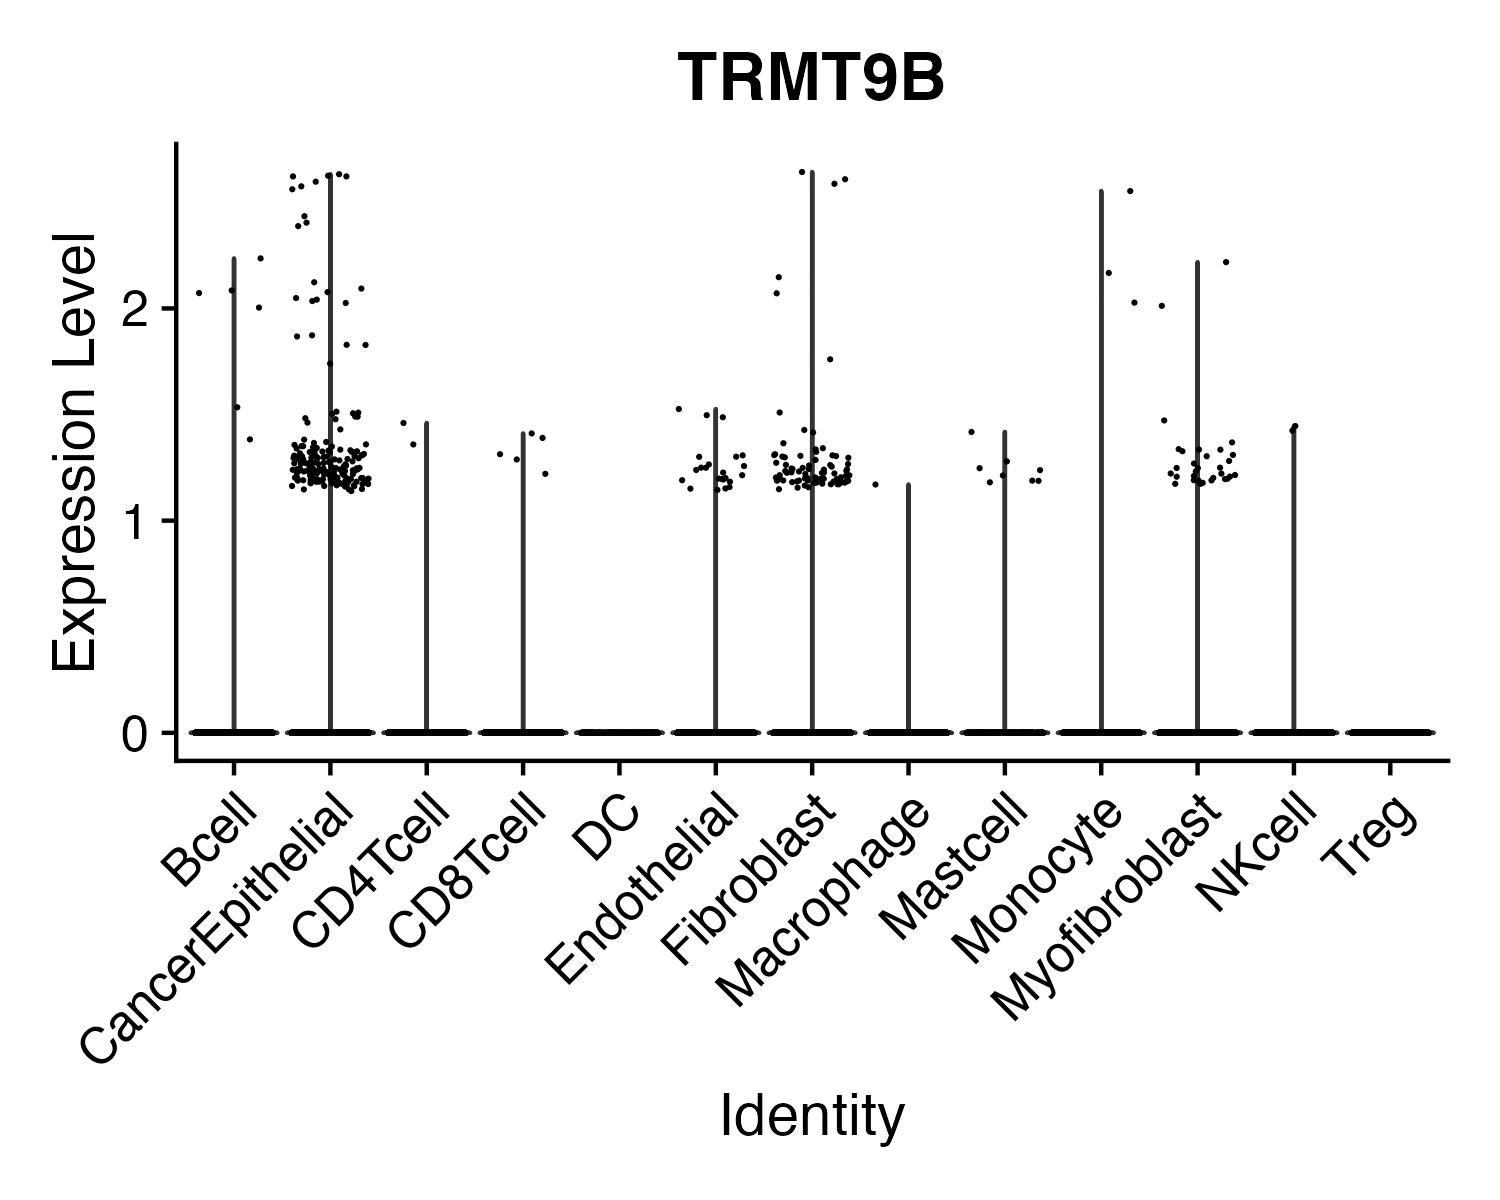 TRMT9B
Expression Level
2
1
0
Bcell
CancerEpithelial
CD4Tcell
CD8Tcell
DC
Endothelial
Fibroblast
Macrophage
Mastcell
Monocyte
Myofibroblast
NKcell
Treg
Identity